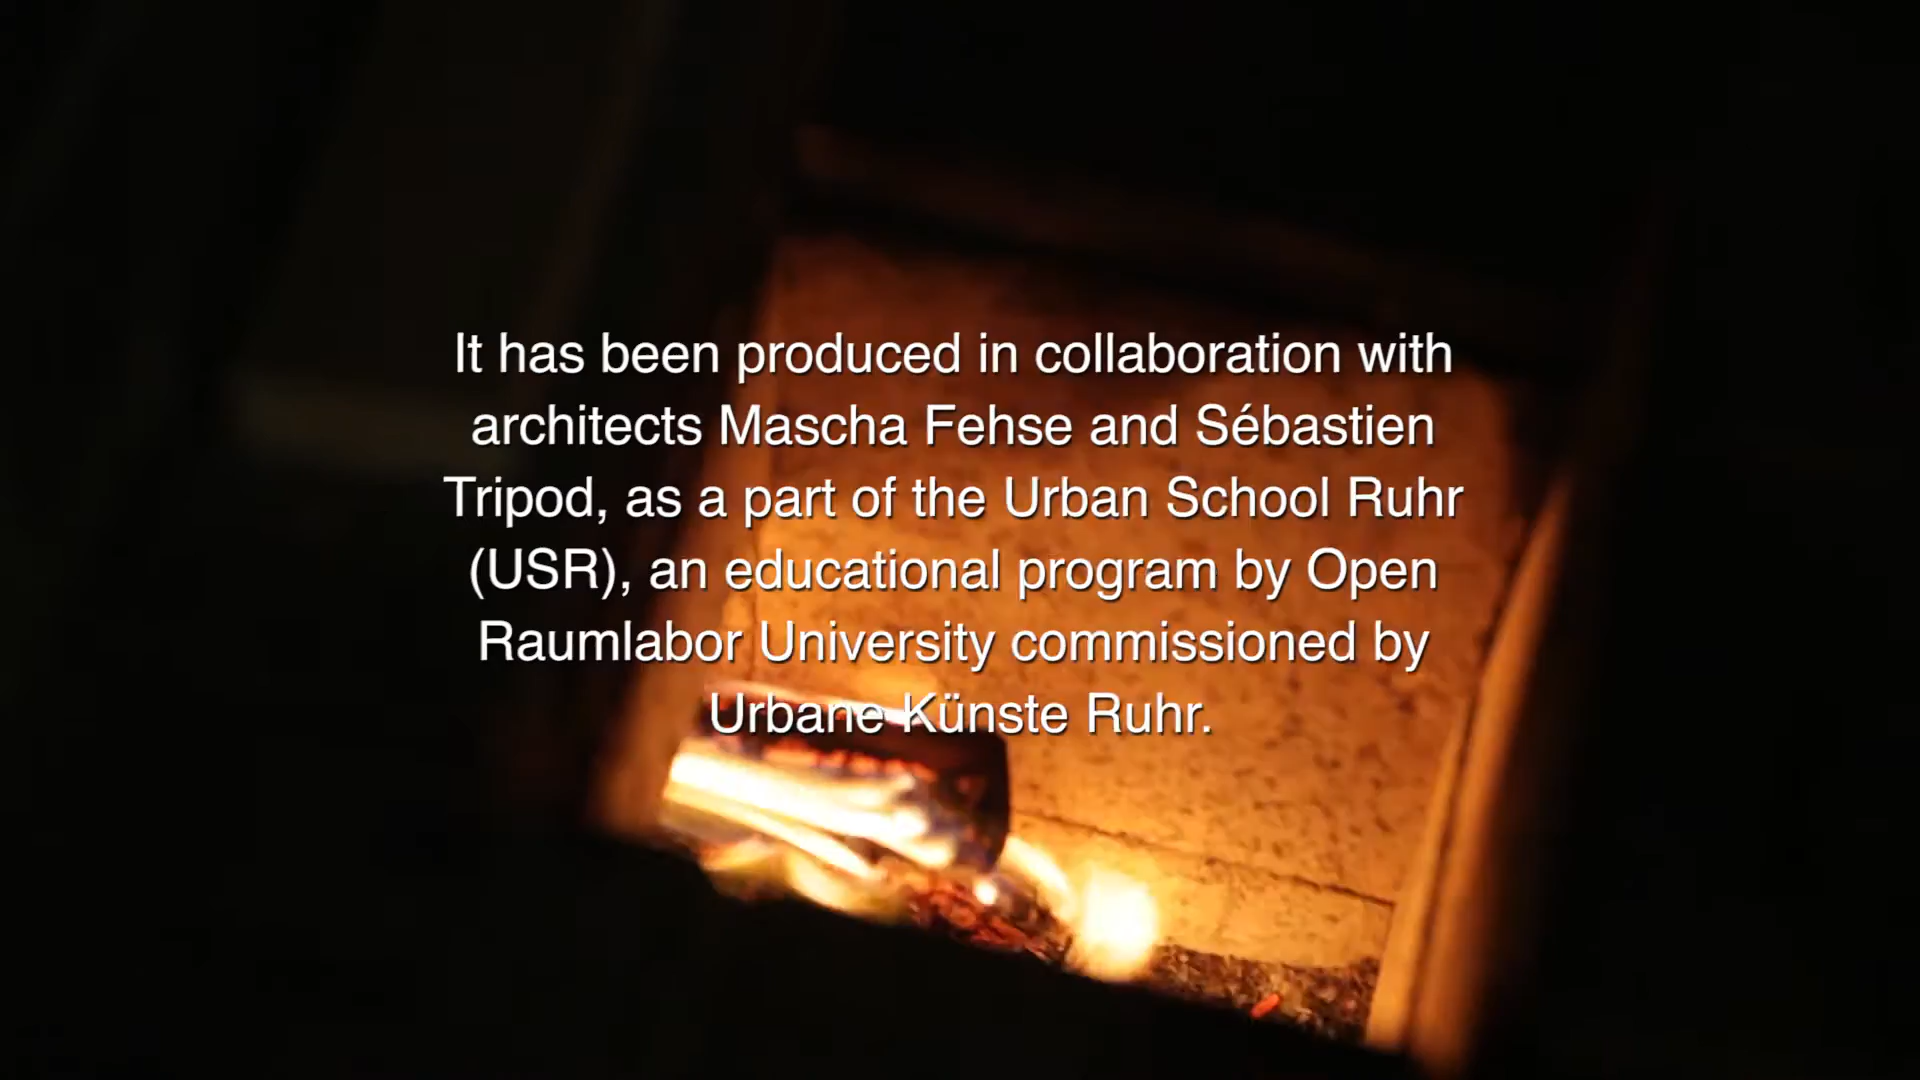 It has been produced in collaboration with
architects Mascha Fehse and Sébastien
Tripod, as a part of the Urban School Ruhr
(USR), an educational program by Open
Raumlabor University commissioned by
Urbane Künste Ruhr.